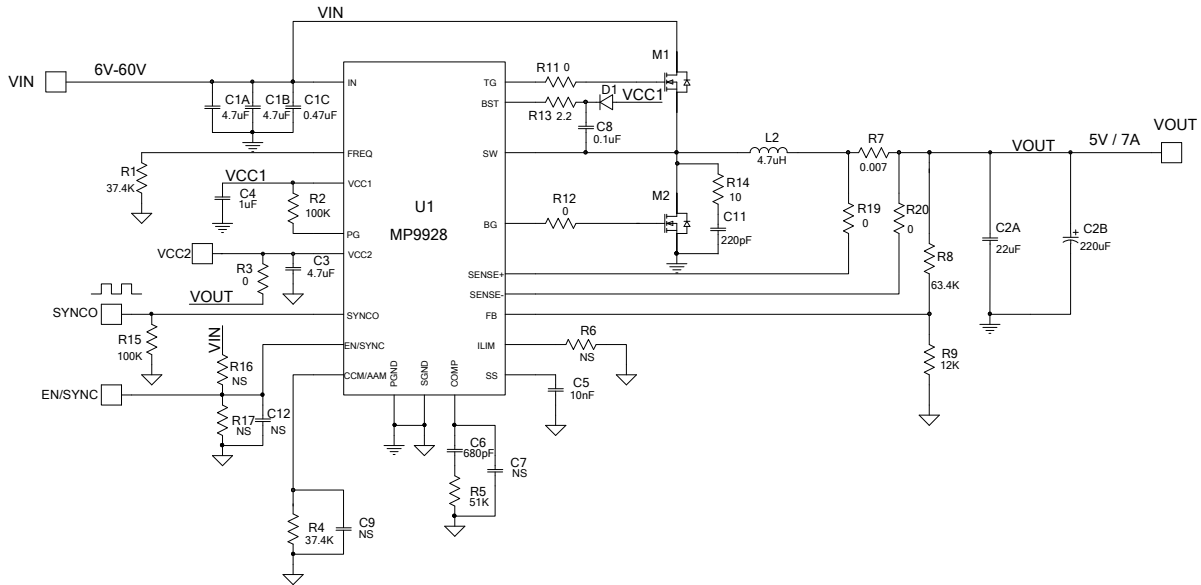 VIN
VIN
6V-60V
C1A
4.7uF
C1B
4.7uF
C1C
0.47uF
IN
TG
R11 0
M1
BST
R13 2.2
D1
VCC1
C8
0.1uF
R1
37.4K
FREQ
SW
L2
4.7uH
R7
0.007
VOUT
5V / 7A
VOUT
VCC1
C4
1uF
R2
100K
VCC1
U1
MP9928
PG
R12
0
BG
M2
R14
10
C11
220pF
R19
0
R20
0
R8
63.4K
C2A
22uF
C2B
+
220uF
VCC2
VCC2
R3
0
C3
4.7uF
VOUT
SENSE+
SENSE-
SYNCO
SYNCO
FB
R15
100K
VIN
R16
NS
EN/SYNC
ILIM
R6
NS
R9
12K
EN/SYNC
R17
NS
C12
NS
CCM/AAM
PGND
SGND
COMP
SS
C5
10nF
C6
680pF
C7
NS
R5
51K
R4
37.4K
C9
NS